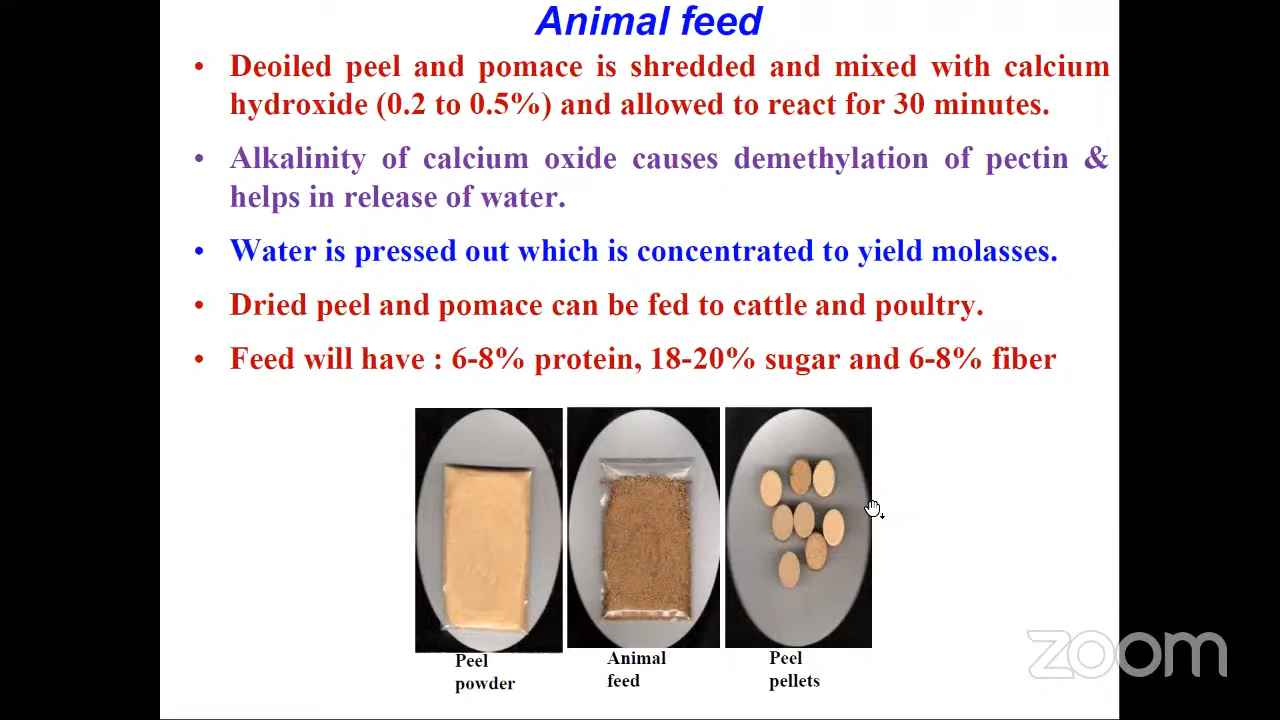 Animal feed
• Deoiled peel and pomace is shredded and mixed with calcium
hydroxide (0.2 to 0.5%) and allowed to react for 30 minutes.
• Alkalinity of calcium oxide causes demethylation of pectin &
helps in release of water.
• Water is pressed out which is concentrated to yield molasses.
• Dried peel and pomace can be fed to cattle and poultry.
• Feed will have : 6-8% protein, 18-20% sugar and 6-8% fiber
Peel
powder
Animal
feed
Peel
pellets
zoom